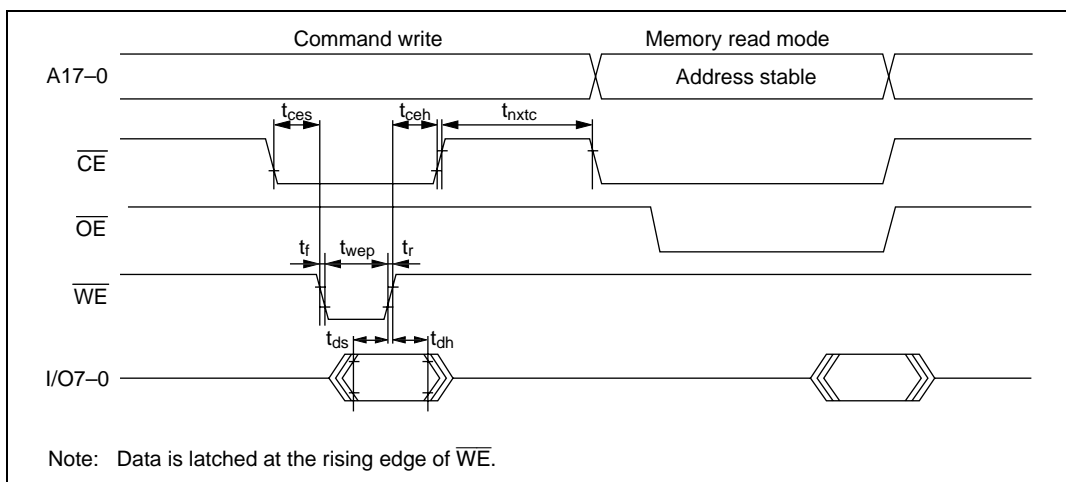 Command write Memory read mode
A17–0 Address stable
tces tceh tnxtc
CE
OE
tf twep tr
WE
tds tdh
I/O7–0
Note: Data is latched at the rising edge of WE.